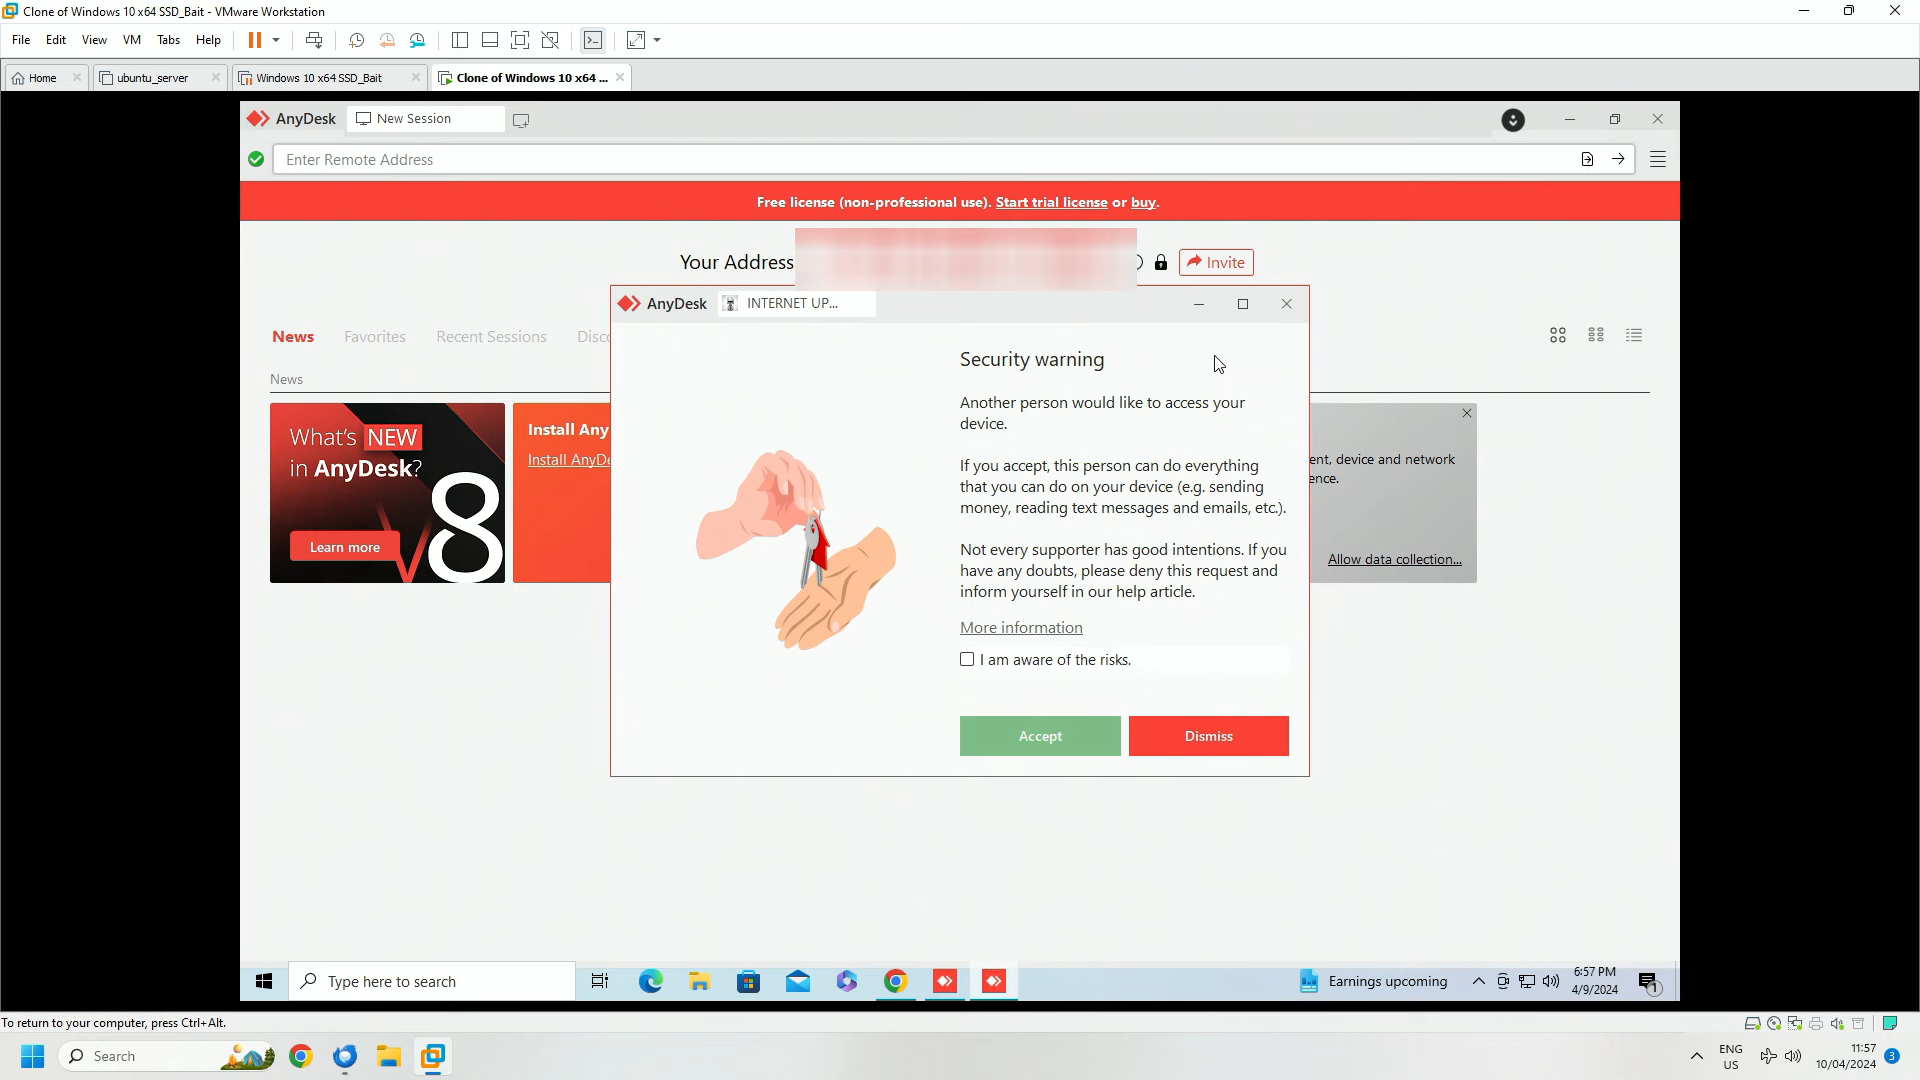 Clone of Windows 10 x64 SSD_Bait - VMware Workstation
File Edit View VM Tabs Help
Home ubuntu_server Windows 10 x64 SSD_Bait Clone of Windows 10 x64 ...
AnyDesk New Session
Enter Remote Address
Free license (non-professional use). Start trial license or buy.
Your Address
Invite
AnyDesk INTERNET UP...
News Favorites Recent Sessions Disc
News
What's NEW
in AnyDesk?
8
Learn more
Install Any
Install AnyDe
Security warning
Another person would like to access your
device.
If you accept, this person can do everything
that you can do on your device (e.g. sending
money, reading text messages and emails, etc.).
Not every supporter has good intentions. If you
have any doubts, please deny this request and
inform yourself in our help article.
More information
I am aware of the risks.
Accept Dismiss
ent, device and network
ence.
Allow data collection...
Type here to search
Earnings upcoming
6:57 PM
4/9/2024
1
To return to your computer, press Ctrl+Alt.
Search
ENG
US
11:57
10/04/2024
3